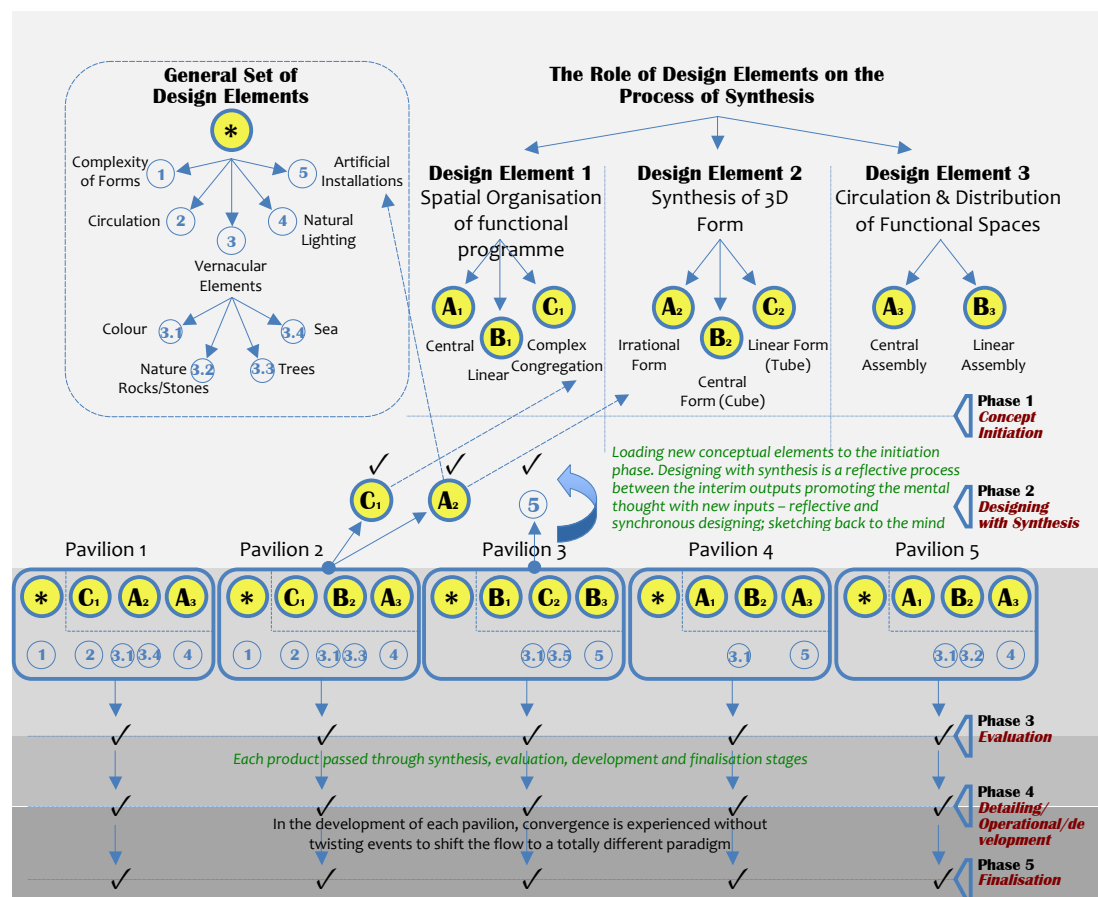 General Set of
Design Elements
*
Complexity
of Forms
1
5
Artificial
Installations
Circulation
2
4
Natural
Lighting
3
Vernacular
Elements
Colour
3.1
3.4
Sea
Nature
Rocks/Stones
3.2
3.3
Trees
The Role of Design Elements on the
Process of Synthesis
Design Element 1
Spatial Organisation
of functional
programme
A1
B1
C1
Central
Linear
Complex
Congregation
Design Element 2
Synthesis of 3D
Form
A2
B2
C2
Irrational
Form
Central
Form (Cube)
Linear Form
(Tube)
Design Element 3
Circulation & Distribution
of Functional Spaces
A3
B3
Central
Assembly
Linear
Assembly
Phase 1
Concept
Initiation
✓ ✓ ✓
C1 A2 5
Loading new conceptual elements to the initiation
phase. Designing with synthesis is a reflective process
between the interim outputs promoting the mental
thought with new inputs – reflective and
synchronous designing; sketching back to the mind
Phase 2
Designing
with Synthesis
Pavilion 1
* C1 A2 A3
1 2 3.1 3.4 4
Pavilion 2
* C1 B2 A3
1 2 3.1 3.3 4
Pavilion 3
* B1 C2 B3
3.1 3.5 5
Pavilion 4
* A1 B2 A3
3.1 5
Pavilion 5
* A1 B2 A3
3.1 3.2 4
✓ ✓ ✓ ✓ ✓
Phase 3
Evaluation
Each product passed through synthesis, evaluation, development and finalisation stages
✓ ✓ ✓ ✓ ✓
Phase 4
Detailing/
Operational/de
velopment
In the development of each pavilion, convergence is experienced without
twisting events to shift the flow to a totally different paradigm
✓ ✓ ✓ ✓ ✓
Phase 5
Finalisation